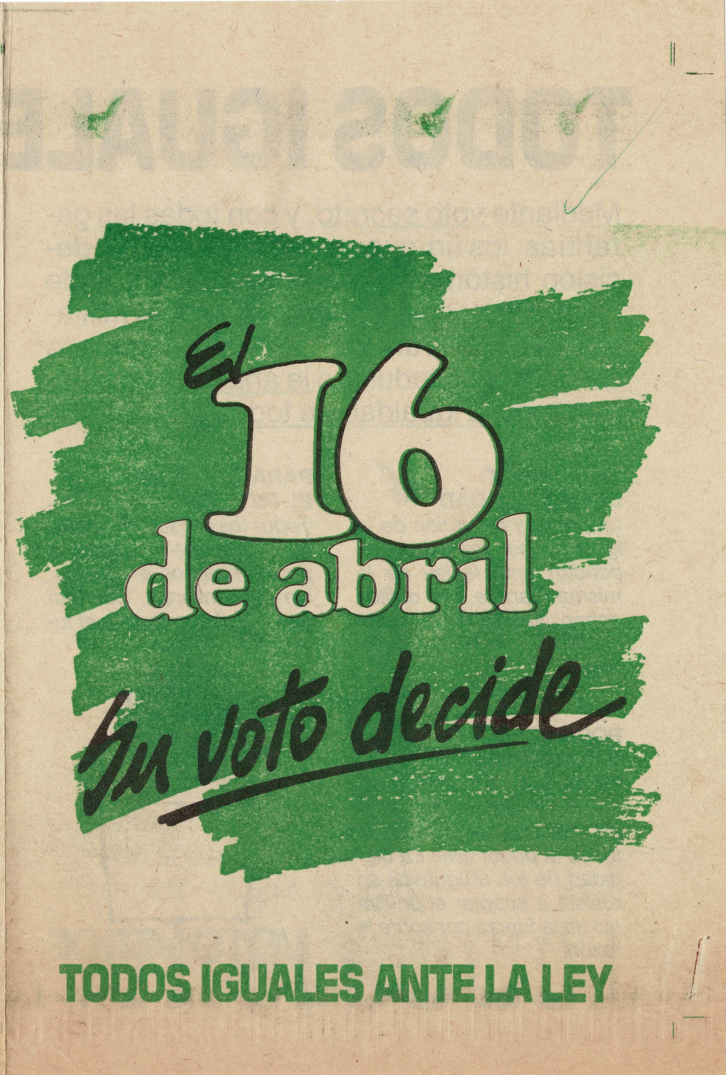 El
16
de abril
Su voto decide
TODOS IGUALES ANTE LA LEY